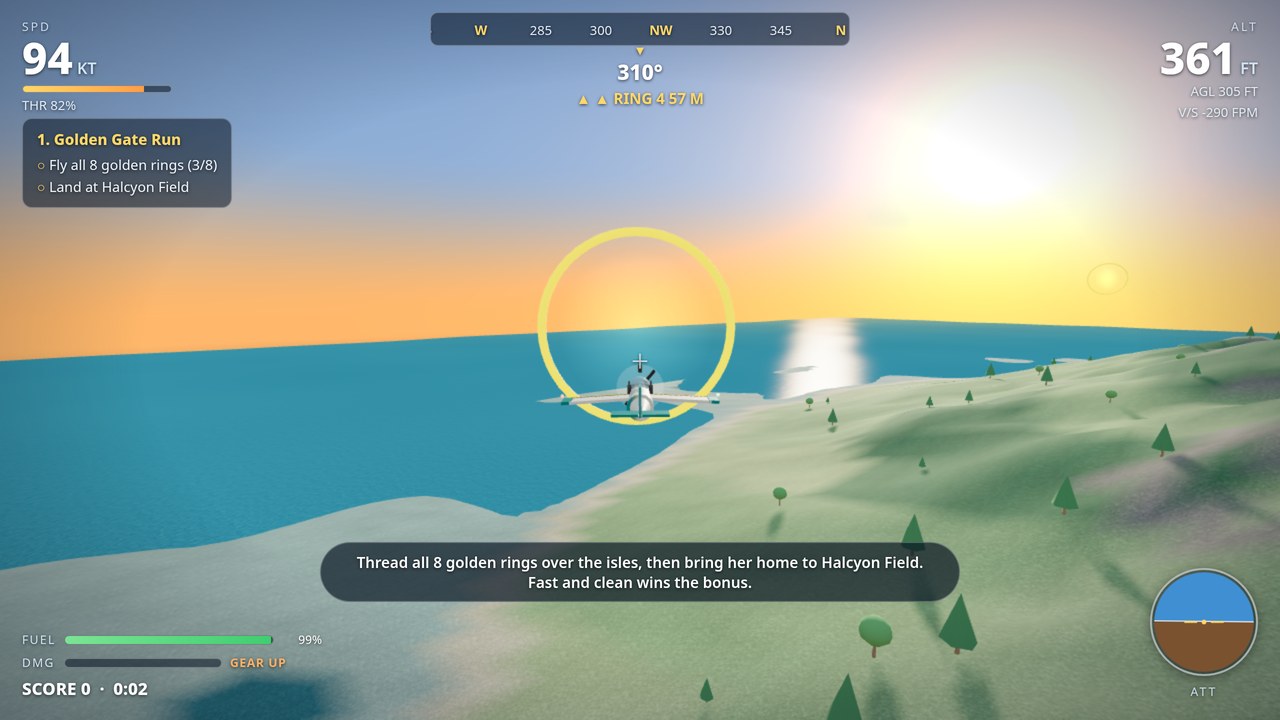 SPD
94 KT
THR 82%
1. Golden Gate Run
○ Fly all 8 golden rings (3/8)
○ Land at Halcyon Field
W 285 300 NW 330 345 N
▼
310°
▲ ▲ RING 4 57 M
ALT
361 FT
AGL 305 FT
V/S -290 FPM
Thread all 8 golden rings over the isles, then bring her home to Halcyon Field.
Fast and clean wins the bonus.
FUEL 99%
DMG GEAR UP
SCORE 0 · 0:02
ATT